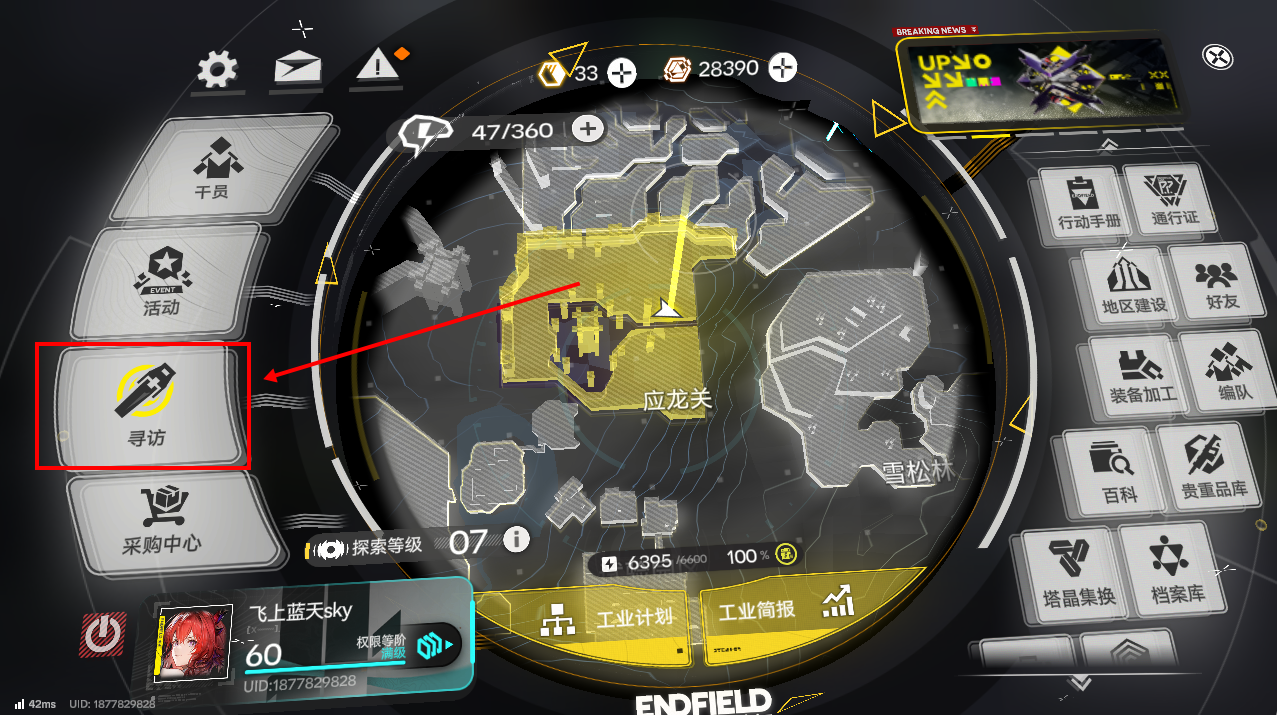 BREAKING NEWS
33
28390
UP
XX
47/360
干员
EVENT
活动
寻访
采购中心
应龙关
雪松林
行动手册
通行证
地区建设
好友
装备加工
编队
百科
贵重品库
塔晶集换
档案库
探索等级 07
6395/6600 100%
工业计划
工业简报
飞上蓝天sky
权限等阶
满级
60
UID:1877829828
42ms UID: 1877829828
ENDFIELD